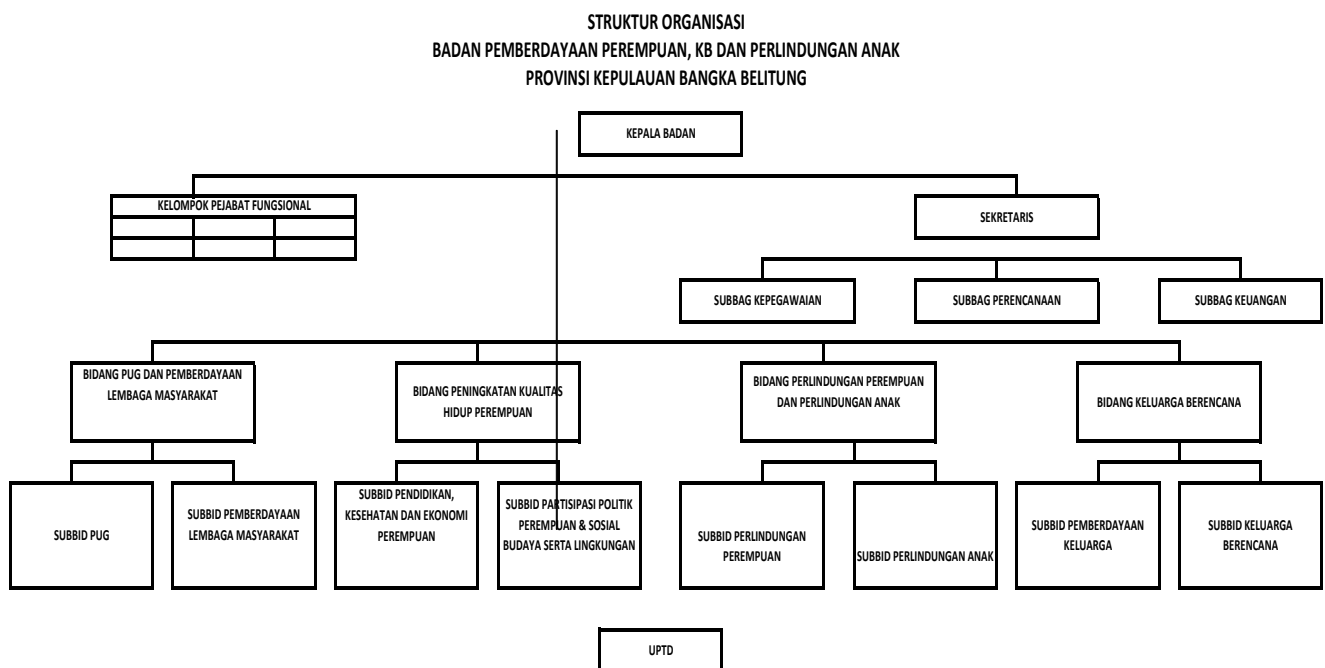 STRUKTUR ORGANISASI
BADAN PEMBERDAYAAN PEREMPUAN, KB DAN PERLINDUNGAN ANAK
PROVINSI KEPULAUAN BANGKA BELITUNG
KEPALA BADAN
KELOMPOK PEJABAT FUNGSIONAL
SEKRETARIS
SUBBAG KEPEGAWAIAN
SUBBAG PERENCANAAN
SUBBAG KEUANGAN
BIDANG PUG DAN PEMBERDAYAAN
LEMBAGA MASYARAKAT
BIDANG PENINGKATAN KUALITAS
HIDUP PEREMPUAN
BIDANG PERLINDUNGAN PEREMPUAN
DAN PERLINDUNGAN ANAK
BIDANG KELUARGA BERENCANA
SUBBID PUG
SUBBID PEMBERDAYAAN
LEMBAGA MASYARAKAT
SUBBID PENDIDIKAN,
KESEHATAN DAN EKONOMI
PEREMPUAN
SUBBID PARTISIPASI POLITIK
PEREMPUAN & SOSIAL
BUDAYA SERTA LINGKUNGAN
SUBBID PERLINDUNGAN
PEREMPUAN
SUBBID PERLINDUNGAN ANAK
SUBBID PEMBERDAYAAN
KELUARGA
SUBBID KELUARGA
BERENCANA
UPTD